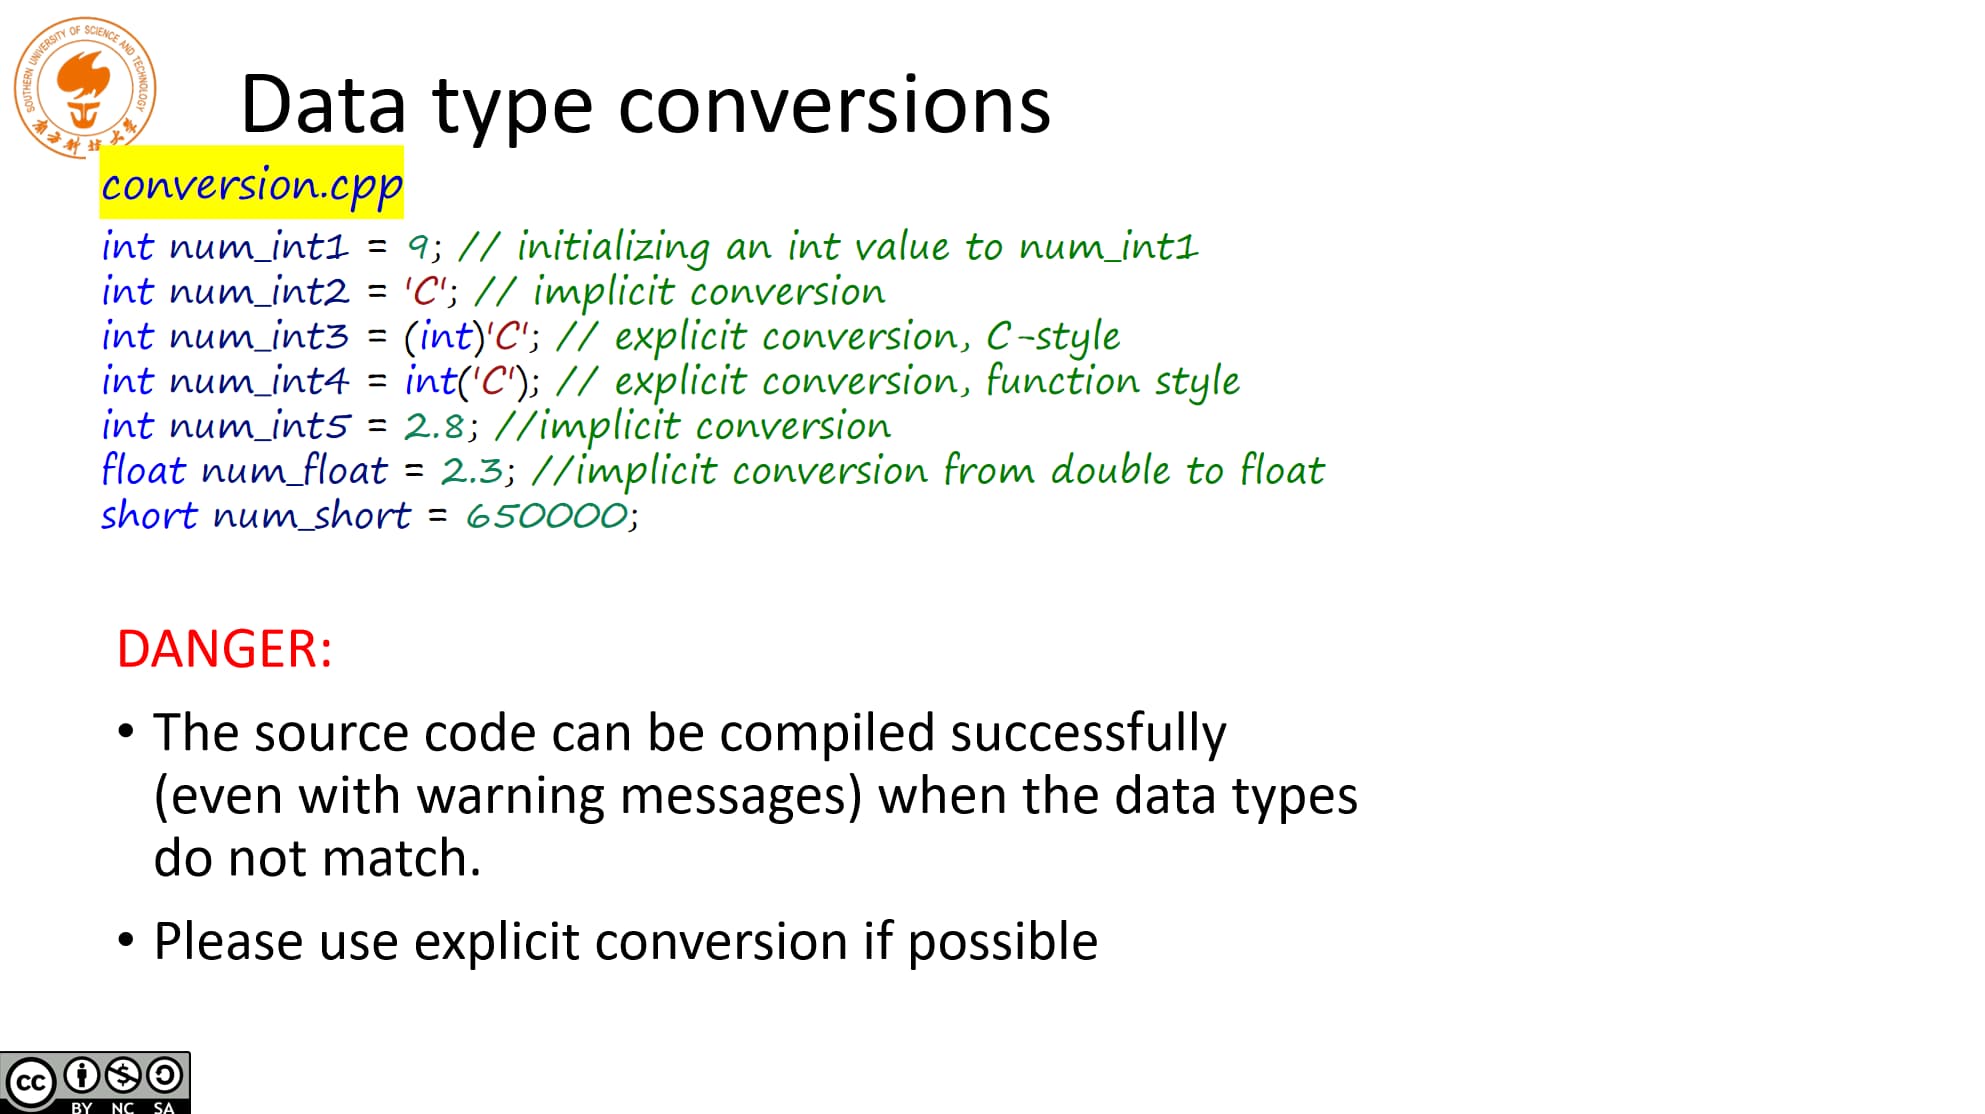 SOUTHERN UNIVERSITY OF SCIENCE AND TECHNOLOGY
南方科技大学
Data type conversions
conversion.cpp
int num_int1 = 9; // initializing an int value to num_int1
int num_int2 = 'C'; // implicit conversion
int num_int3 = (int)'C'; // explicit conversion, C-style
int num_int4 = int('C'); // explicit conversion, function style
int num_int5 = 2.8; //implicit conversion
float num_float = 2.3; //implicit conversion from double to float
short num_short = 650000;
DANGER:
• The source code can be compiled successfully
(even with warning messages) when the data types
do not match.
• Please use explicit conversion if possible
cc
BY NC SA